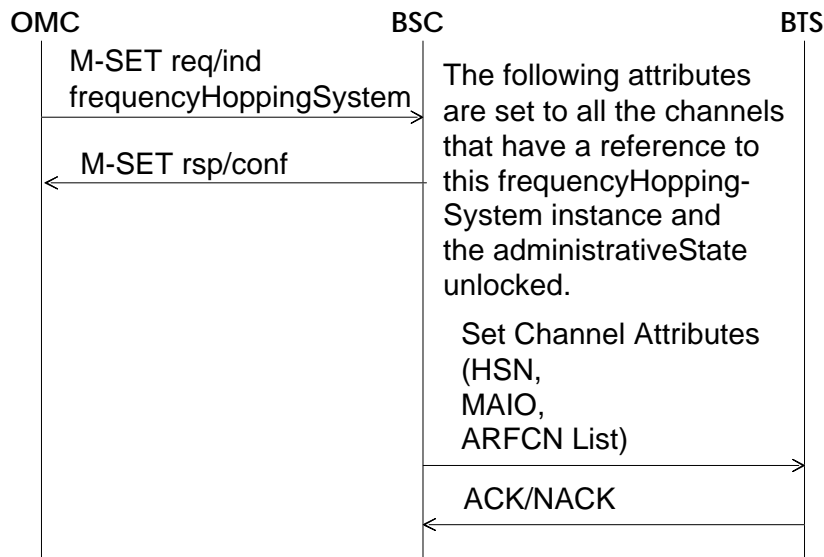 OMC BSC BTS
M-SET req/ind
frequencyHoppingSystem
M-SET rsp/conf
The following attributes
are set to all the channels
that have a reference to
this frequencyHopping-
System instance and
the administrativeState
unlocked.
Set Channel Attributes
(HSN,
MAIO,
ARFCN List)
ACK/NACK